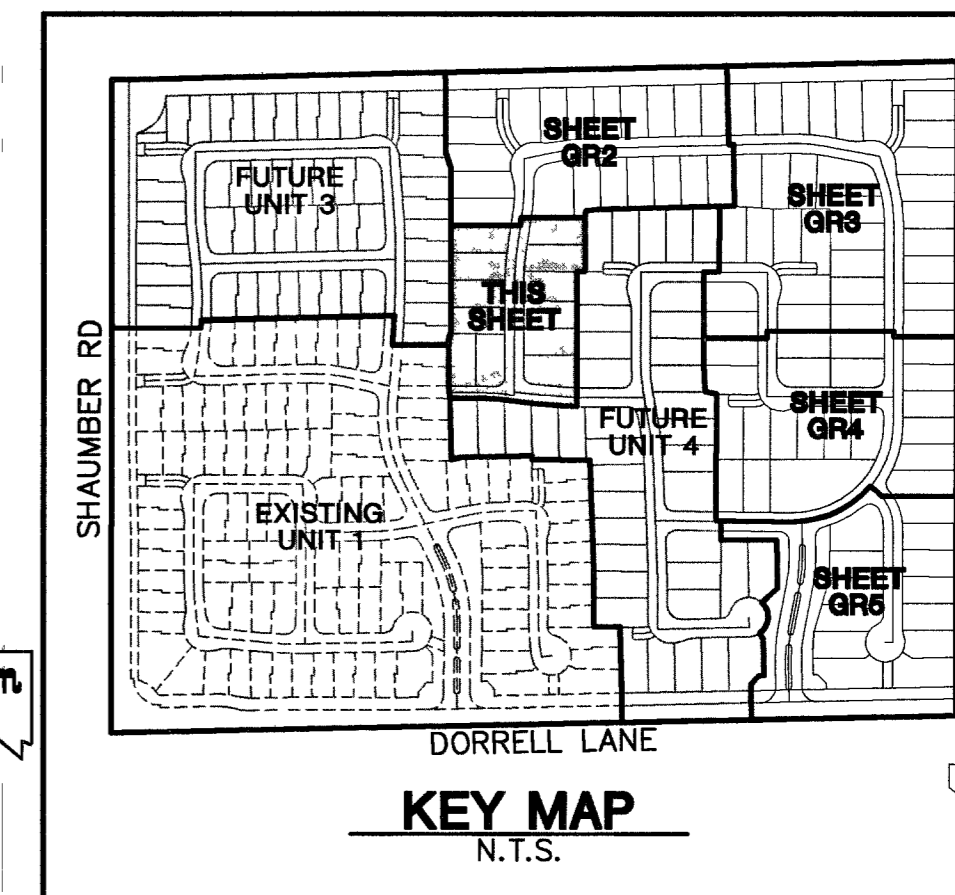 SHEET
GR2
FUTURE
UNIT 3
SHEET
GR3
THIS
SHEET
SHAUMBER RD
FUTURE
UNIT 4
SHEET
GR4
EXISTING
UNIT 1
SHEET
GR5
DORRELL LANE
KEY MAP
N.T.S.